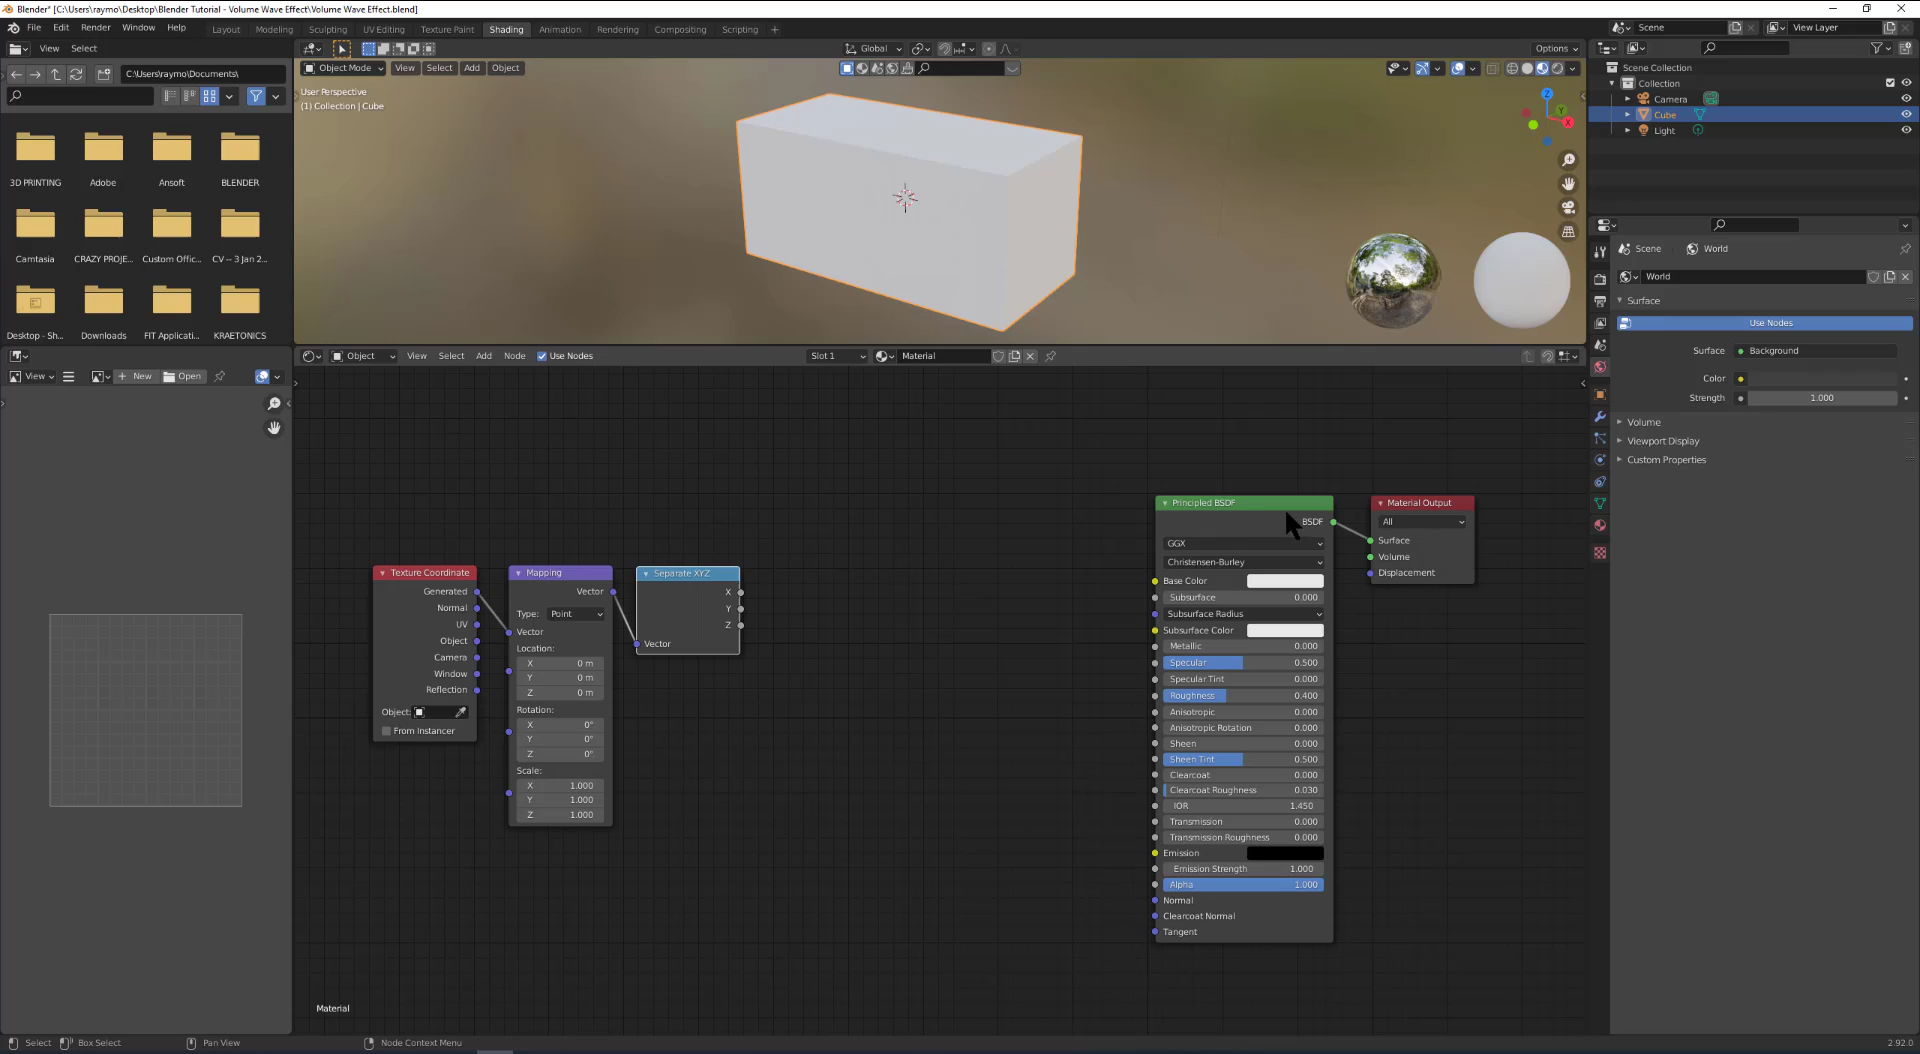 Blender* [C:\Users\raymo\Desktop\Blender Tutorial - Volume Wave Effect\Volume Wave Effect.blend]
File Edit Render Window Help Layout Modeling Sculpting UV Editing Texture Paint Shading Animation Rendering Compositing Scripting + Scene View Layer
View Select Global Options
C:\Users\raymo\Documents\ Object Mode View Select Add Object
User Perspective
(1) Collection | Cube
Scene Collection
Collection
Camera
Cube
Light
3D PRINTING Adobe Ansoft BLENDER
Camtasia CRAZY PROJE... Custom Offic... CV -- 3 Jan 2...
Desktop - Sh... Downloads FIT Applicati... KRAETONICS
Z
Y
X
Scene World
World
Surface
Use Nodes
Surface Background
Color
Strength 1.000
Volume
Viewport Display
Custom Properties
View + New Open
Object View Select Add Node Use Nodes Slot 1 Material
Texture Coordinate
Generated
Normal
UV
Object
Camera
Window
Reflection
Object:
From Instancer
Mapping
Vector
Type: Point
Vector
Location:
X 0 m
Y 0 m
Z 0 m
Rotation:
X 0°
Y 0°
Z 0°
Scale:
X 1.000
Y 1.000
Z 1.000
Separate XYZ
X
Y
Z
Vector
Principled BSDF
BSDF
GGX
Christensen-Burley
Base Color
Subsurface 0.000
Subsurface Radius
Subsurface Color
Metallic 0.000
Specular 0.500
Specular Tint 0.000
Roughness 0.400
Anisotropic 0.000
Anisotropic Rotation 0.000
Sheen 0.000
Sheen Tint 0.500
Clearcoat 0.000
Clearcoat Roughness 0.030
IOR 1.450
Transmission 0.000
Transmission Roughness 0.000
Emission
Emission Strength 1.000
Alpha 1.000
Normal
Clearcoat Normal
Tangent
Material Output
All
Surface
Volume
Displacement
Material
Select Box Select Pan View Node Context Menu 2.92.0